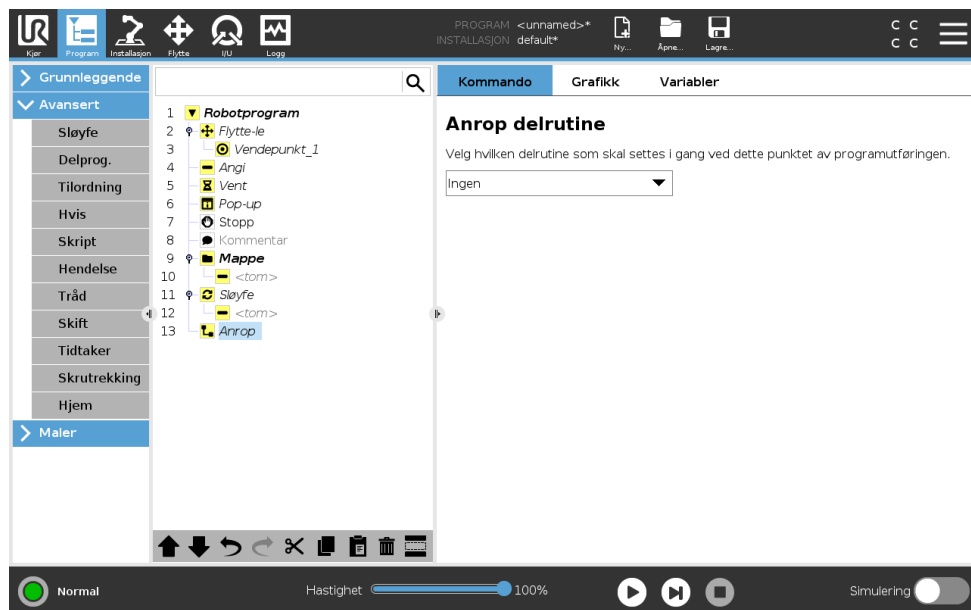 PROGRAM <unnamed>*
INSTALLASJON default*
C C
C C
Kjør Program Installasjon Flytte I/U Logg Ny... Åpne... Lagre...
Grunnleggende
Avansert
Sløyfe
Delprog.
Tilordning
Hvis
Skript
Hendelse
Tråd
Skift
Tidtaker
Skrutrekking
Hjem
Maler
1 Robotprogram
2 Flytte-le
3 Vendepunkt_1
4 Angi
5 Vent
6 Pop-up
7 Stopp
8 Kommentar
9 Mappe
10 <tom>
11 Sløyfe
12 <tom>
13 Anrop
Kommando Grafikk Variabler
Anrop delrutine
Velg hvilken delrutine som skal settes i gang ved dette punktet av programutføringen.
Ingen
Normal
Hastighet 100%
Simulering